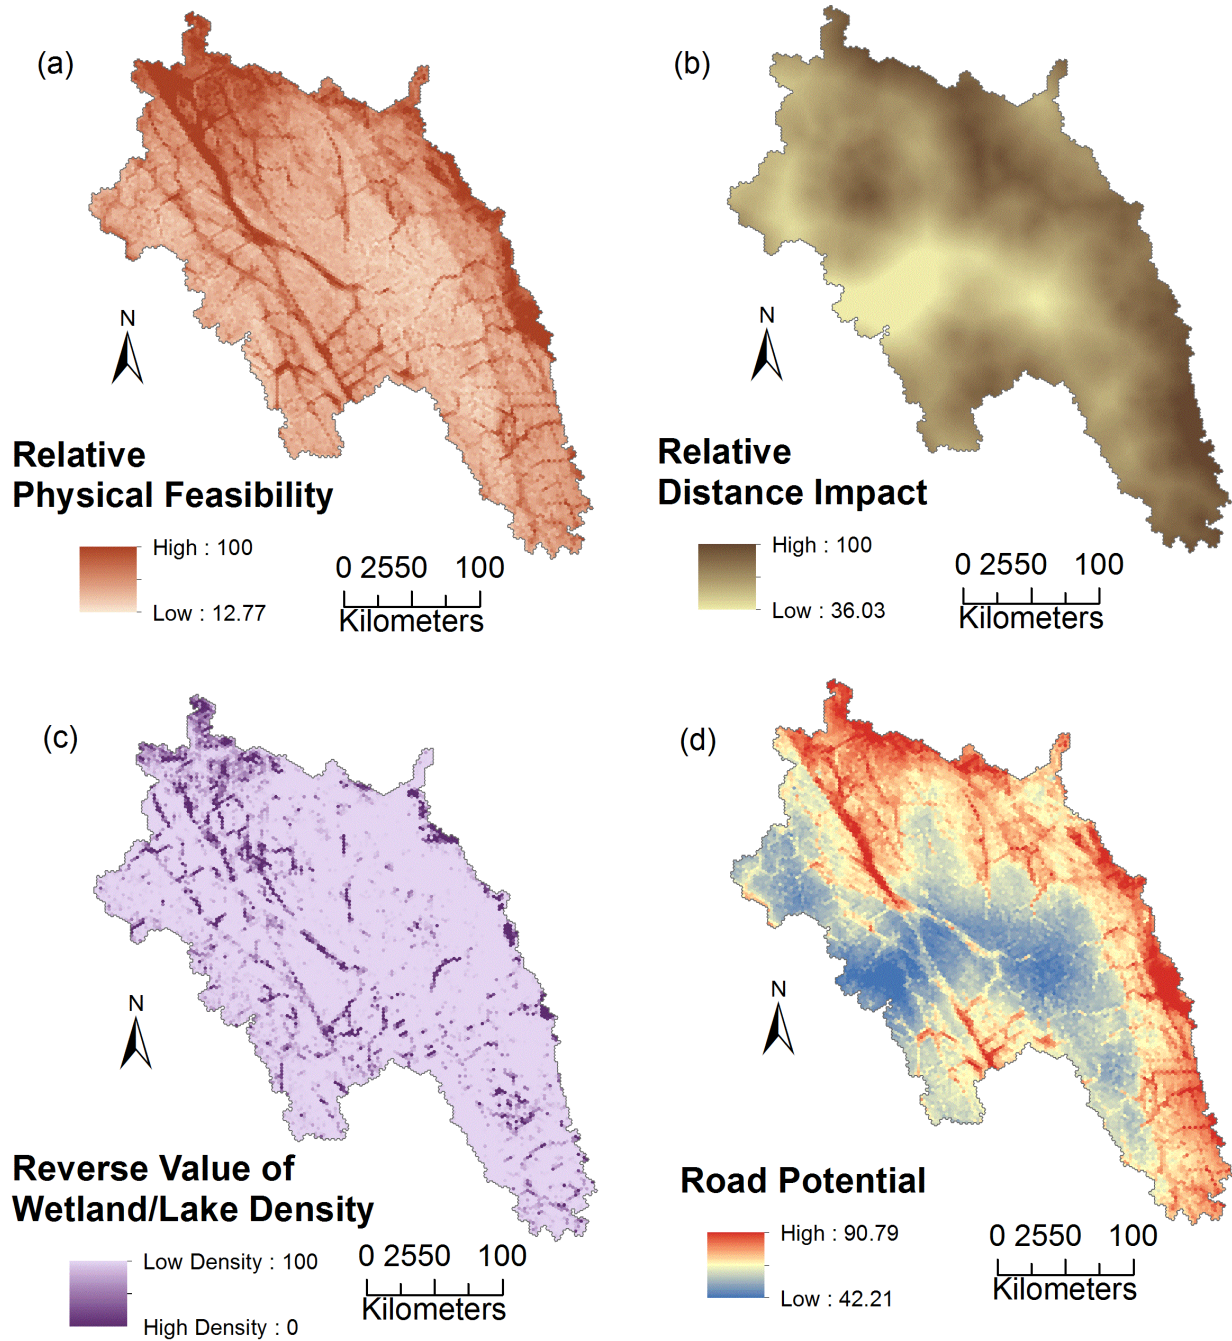 (a)
N
Relative
Physical Feasibility
High : 100
Low : 12.77
0 2550 100
Kilometers
(b)
N
Relative
Distance Impact
High : 100
Low : 36.03
0 2550 100
Kilometers
(c)
N
Reverse Value of
Wetland/Lake Density
Low Density : 100
High Density : 0
0 2550 100
Kilometers
(d)
N
Road Potential
High : 90.79
Low : 42.21
0 2550 100
Kilometers